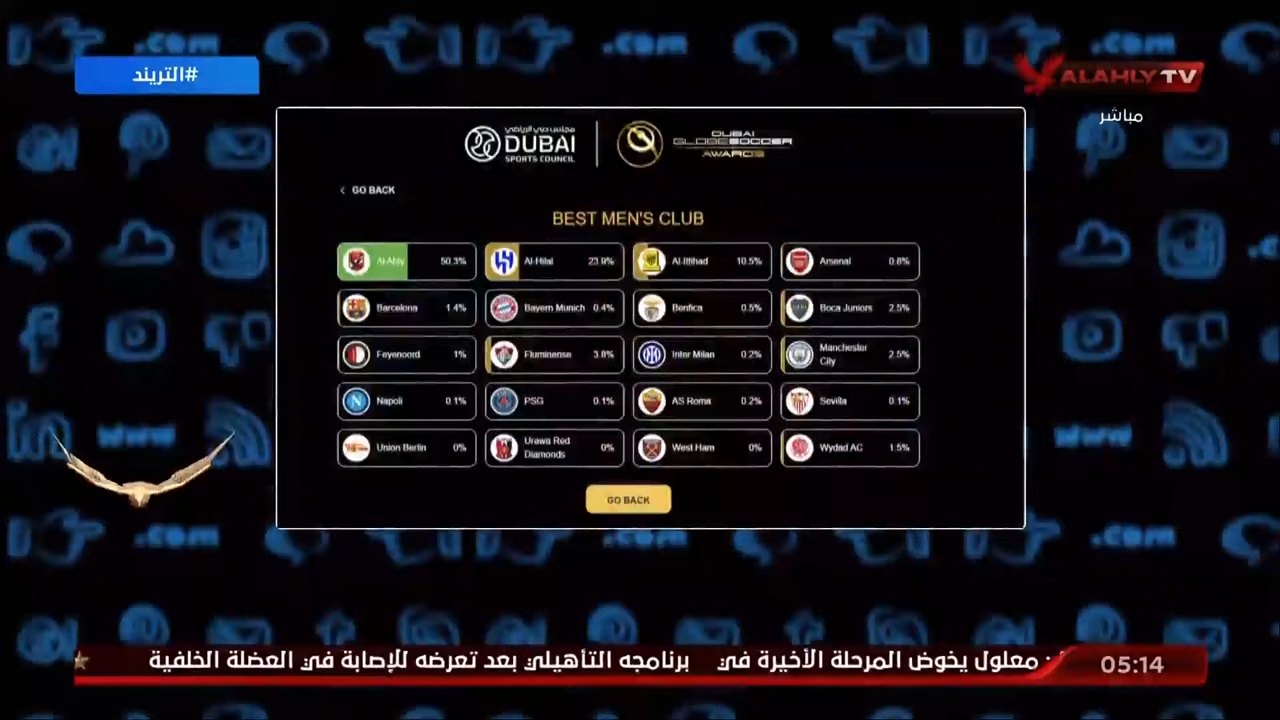 #التريند
ALAHLY TV
مباشر
مجلس دبي الرياضي
DUBAI
SPORTS COUNCIL
DUBAI
GLOBESOCCER
AWARDS
GO BACK
BEST MEN'S CLUB
Al-Ahly 50.3%
Al-Hilal 23.9%
Al-Ittihad 10.5%
Arsenal 0.8%
Barcelona 1.4%
Bayern Munich 0.4%
Benfica 0.5%
Boca Juniors 2.5%
Feyenoord 1%
Fluminense 3.8%
Inter Milan 0.2%
Manchester City 2.5%
Napoli 0.1%
PSG 0.1%
AS Roma 0.2%
Sevilla 0.1%
Union Berlin 0%
Urawa Red Diamonds 0%
West Ham 0%
Wydad AC 1.5%
GO BACK
: معلول يخوض المرحلة الأخيرة في برنامجه التأهيلي بعد تعرضه للإصابة في العضلة الخلفية
05:14